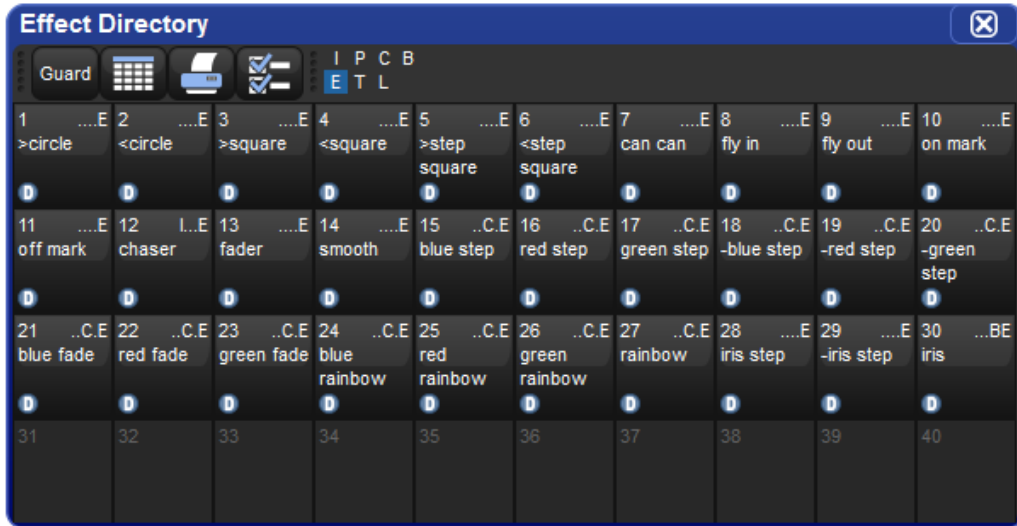 Effect Directory
Guard
I P C B
E T L
1 ....E 2 ....E 3 ....E 4 ....E 5 ....E 6 ....E 7 ....E 8 ....E 9 ....E 10 ....E
>circle <circle >square <square >step <step can can fly in fly out on mark
square square
D D D D D D D D D D
11 ....E 12 I...E 13 ....E 14 ....E 15 ..C.E 16 ..C.E 17 ..C.E 18 ..C.E 19 ..C.E 20 ..C.E
off mark chaser fader smooth blue step red step green step -blue step -red step -green
step
D D D D D D D D D D
21 ..C.E 22 ..C.E 23 ..C.E 24 ..C.E 25 ..C.E 26 ..C.E 27 ..C.E 28 ....E 29 ....E 30 ...BE
blue fade red fade green fade blue red green rainbow iris step -iris step iris
rainbow rainbow rainbow
D D D D D D D D D D
31 32 33 34 35 36 37 38 39 40